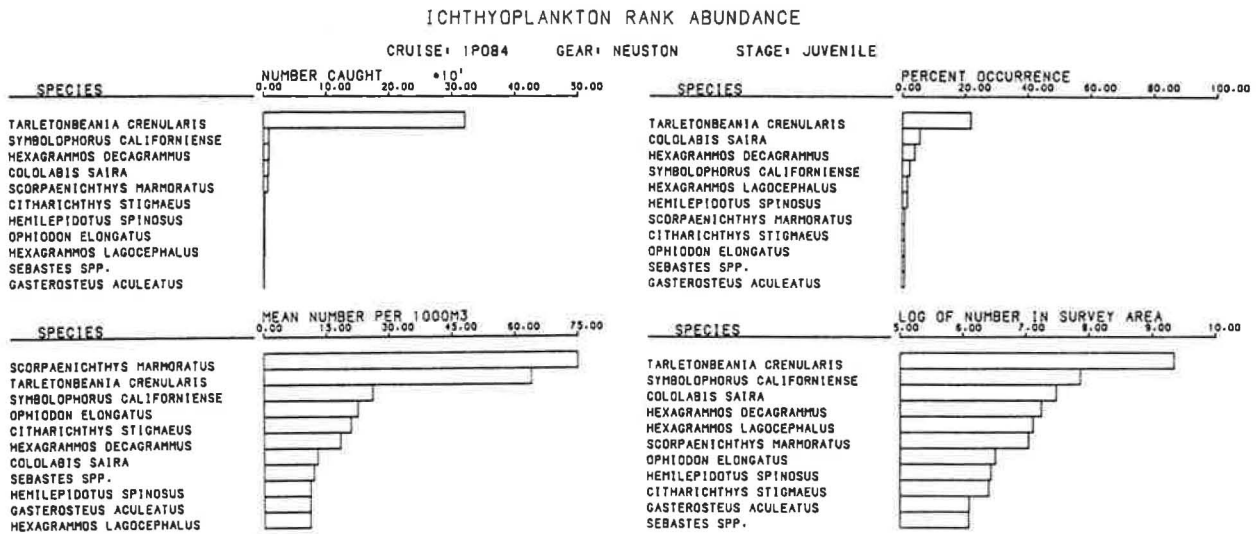 ICHTHYOPLANKTON RANK ABUNDANCE
CRUISE: 1PO84 GEAR: NEUSTON STAGE: JUVENILE
SPECIES
NUMBER CAUGHT *10¹
0.00 10.00 20.00 30.00 40.00 50.00
TARLETONBEANIA CRENULARIS
SYMBOLOPHORUS CALIFORNIENSE
HEXAGRAMMOS DECAGRAMMUS
COLOLABIS SAIRA
SCORPAENICHTHYS MARMORATUS
CITHARICHTHYS STIGMAEUS
HEMILEPIDOTUS SPINOSUS
OPHIODON ELONGATUS
HEXAGRAMMOS LAGOCEPHALUS
SEBASTES SPP.
GASTEROSTEUS ACULEATUS
SPECIES
PERCENT OCCURRENCE
0.00 20.00 40.00 60.00 80.00 100.00
TARLETONBEANIA CRENULARIS
COLOLABIS SAIRA
HEXAGRAMMOS DECAGRAMMUS
SYMBOLOPHORUS CALIFORNIENSE
HEXAGRAMMOS LAGOCEPHALUS
HEMILEPIDOTUS SPINOSUS
SCORPAENICHTHYS MARMORATUS
CITHARICHTHYS STIGMAEUS
OPHIODON ELONGATUS
SEBASTES SPP.
GASTEROSTEUS ACULEATUS
SPECIES
MEAN NUMBER PER 1000M3
0.00 15.00 30.00 45.00 60.00 75.00
SCORPAENICHTHYS MARMORATUS
TARLETONBEANIA CRENULARIS
SYMBOLOPHORUS CALIFORNIENSE
OPHIODON ELONGATUS
CITHARICHTHYS STIGMAEUS
HEXAGRAMMOS DECAGRAMMUS
COLOLABIS SAIRA
SEBASTES SPP.
HEMILEPIDOTUS SPINOSUS
GASTEROSTEUS ACULEATUS
HEXAGRAMMOS LAGOCEPHALUS
SPECIES
LOG OF NUMBER IN SURVEY AREA
5.00 6.00 7.00 8.00 9.00 10.00
TARLETONBEANIA CRENULARIS
SYMBOLOPHORUS CALIFORNIENSE
COLOLABIS SAIRA
HEXAGRAMMOS DECAGRAMMUS
HEXAGRAMMOS LAGOCEPHALUS
SCORPAENICHTHYS MARMORATUS
OPHIODON ELONGATUS
HEMILEPIDOTUS SPINOSUS
CITHARICHTHYS STIGMAEUS
GASTEROSTEUS ACULEATUS
SEBASTES SPP.